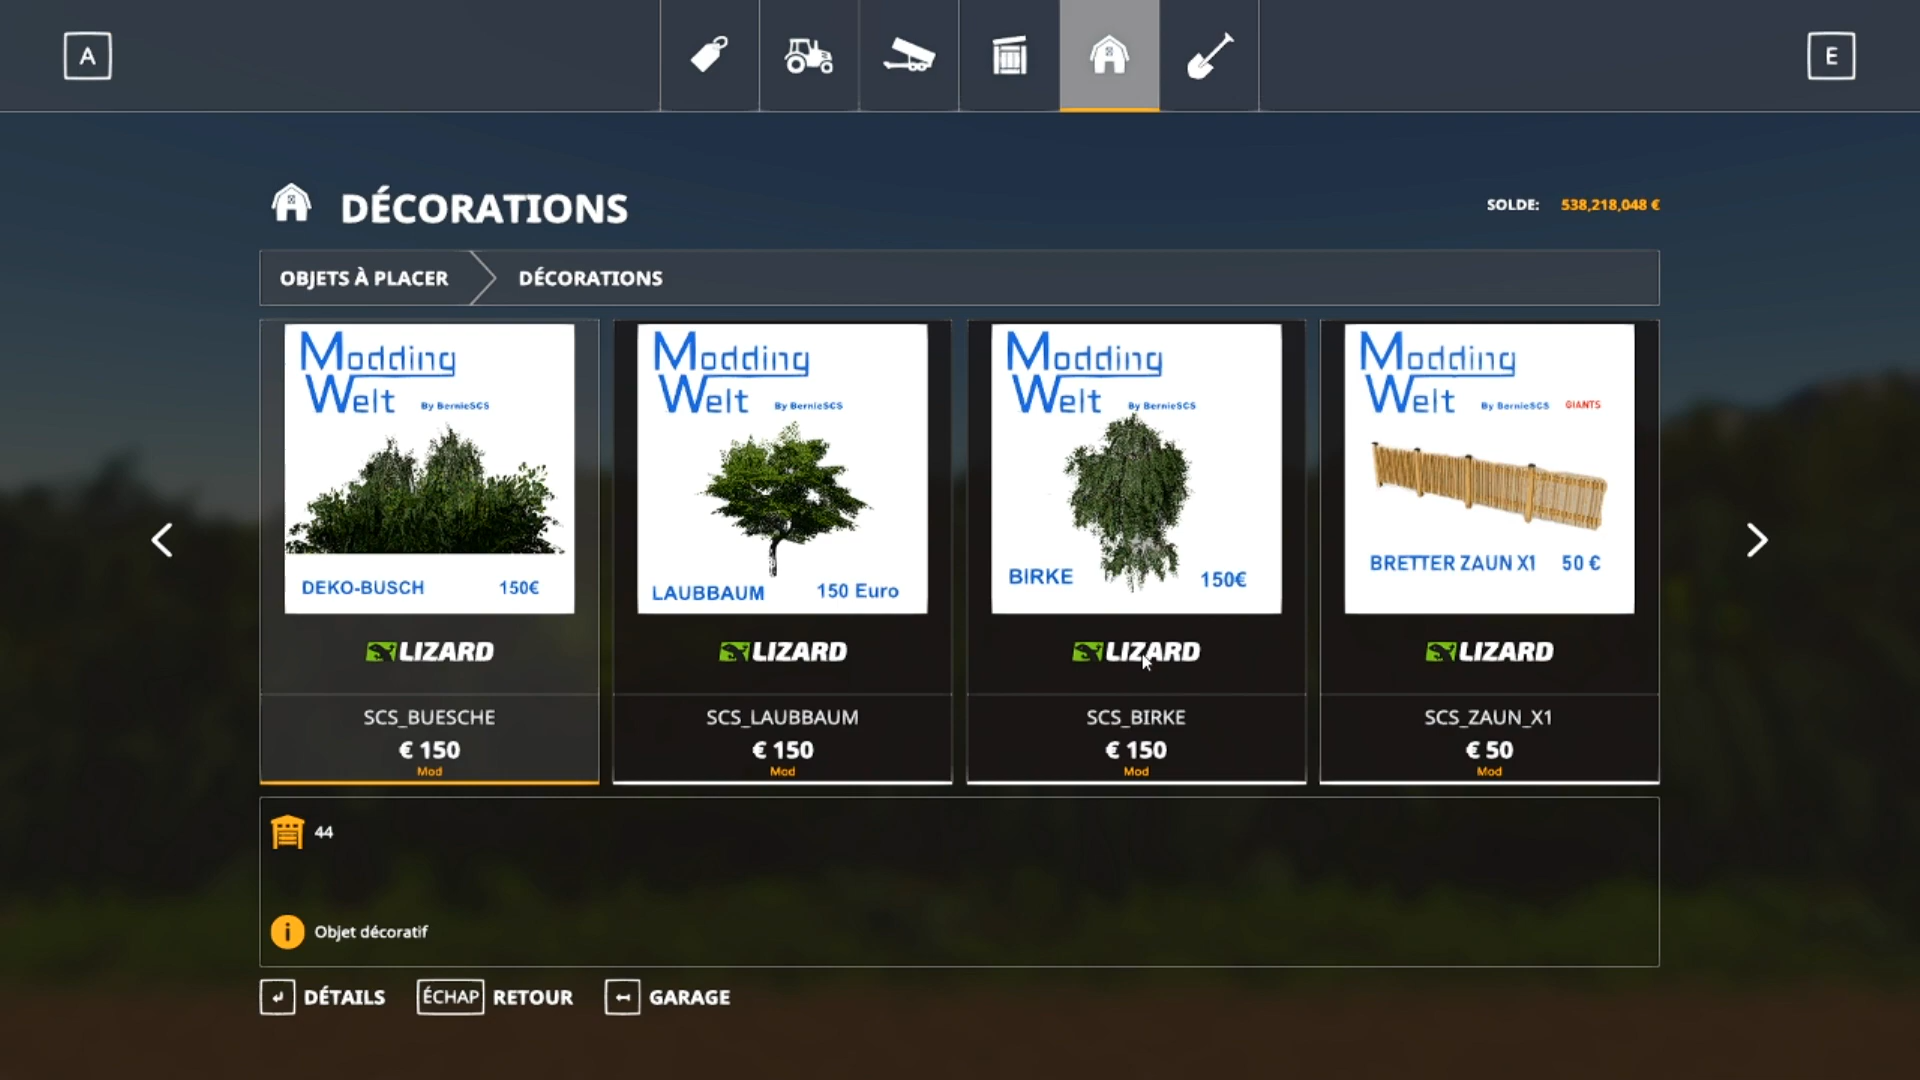 A
E
DÉCORATIONS
SOLDE: 538,218,048 €
OBJETS À PLACER
DÉCORATIONS
Modding
Welt By BernieSCS
DEKO-BUSCH 150€
LIZARD
SCS_BUESCHE
€ 150
Mod
Modding
Welt By BernieSCS
LAUBBAUM 150 Euro
LIZARD
SCS_LAUBBAUM
€ 150
Mod
Modding
Welt By BernieSCS
BIRKE 150€
LIZARD
SCS_BIRKE
€ 150
Mod
Modding
Welt By BernieSCS GIANTS
BRETTER ZAUN X1 50 €
LIZARD
SCS_ZAUN_X1
€ 50
Mod
44
Objet décoratif
DÉTAILS ÉCHAP RETOUR GARAGE